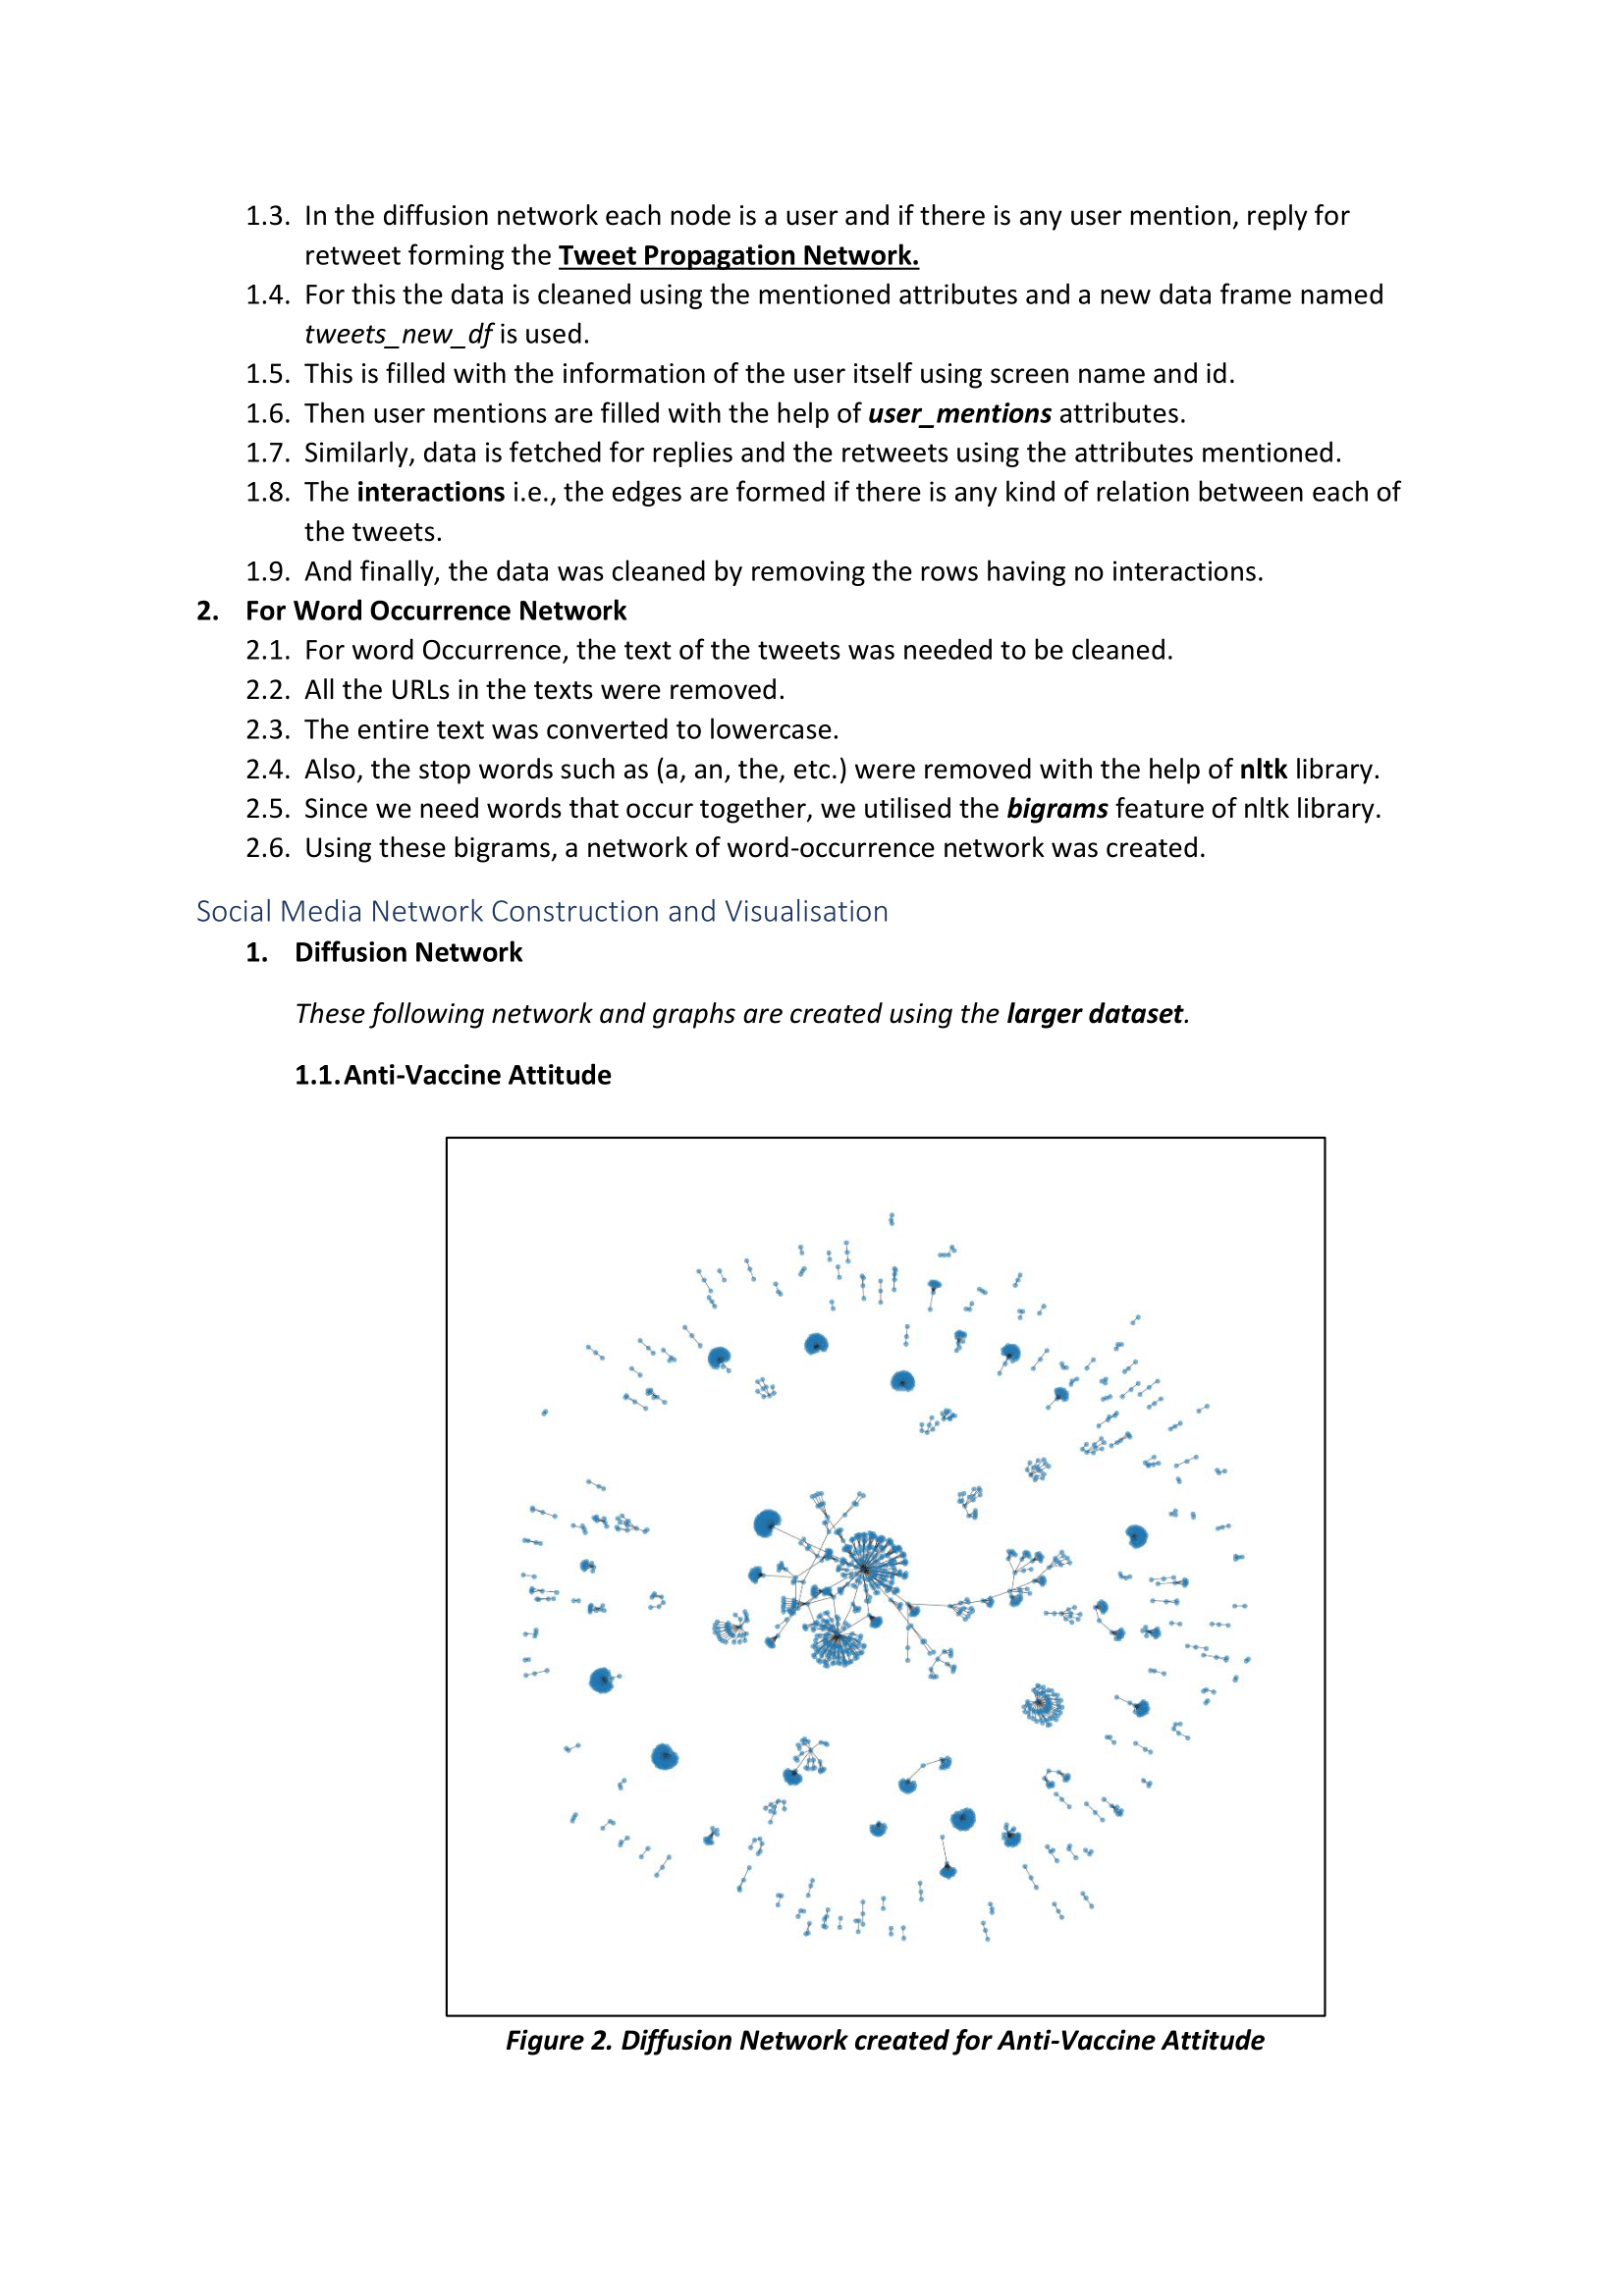 1.3. In the diffusion network each node is a user and if there is any user mention, reply for
retweet forming the Tweet Propagation Network.
1.4. For this the data is cleaned using the mentioned attributes and a new data frame named
tweets_new_df is used.
1.5. This is filled with the information of the user itself using screen name and id.
1.6. Then user mentions are filled with the help of user_mentions attributes.
1.7. Similarly, data is fetched for replies and the retweets using the attributes mentioned.
1.8. The interactions i.e., the edges are formed if there is any kind of relation between each of
the tweets.
1.9. And finally, the data was cleaned by removing the rows having no interactions.
2. For Word Occurrence Network
2.1. For word Occurrence, the text of the tweets was needed to be cleaned.
2.2. All the URLs in the texts were removed.
2.3. The entire text was converted to lowercase.
2.4. Also, the stop words such as (a, an, the, etc.) were removed with the help of nltk library.
2.5. Since we need words that occur together, we utilised the bigrams feature of nltk library.
2.6. Using these bigrams, a network of word-occurrence network was created.
Social Media Network Construction and Visualisation
1. Diffusion Network
These following network and graphs are created using the larger dataset.
1.1. Anti-Vaccine Attitude
Figure 2. Diffusion Network created for Anti-Vaccine Attitude